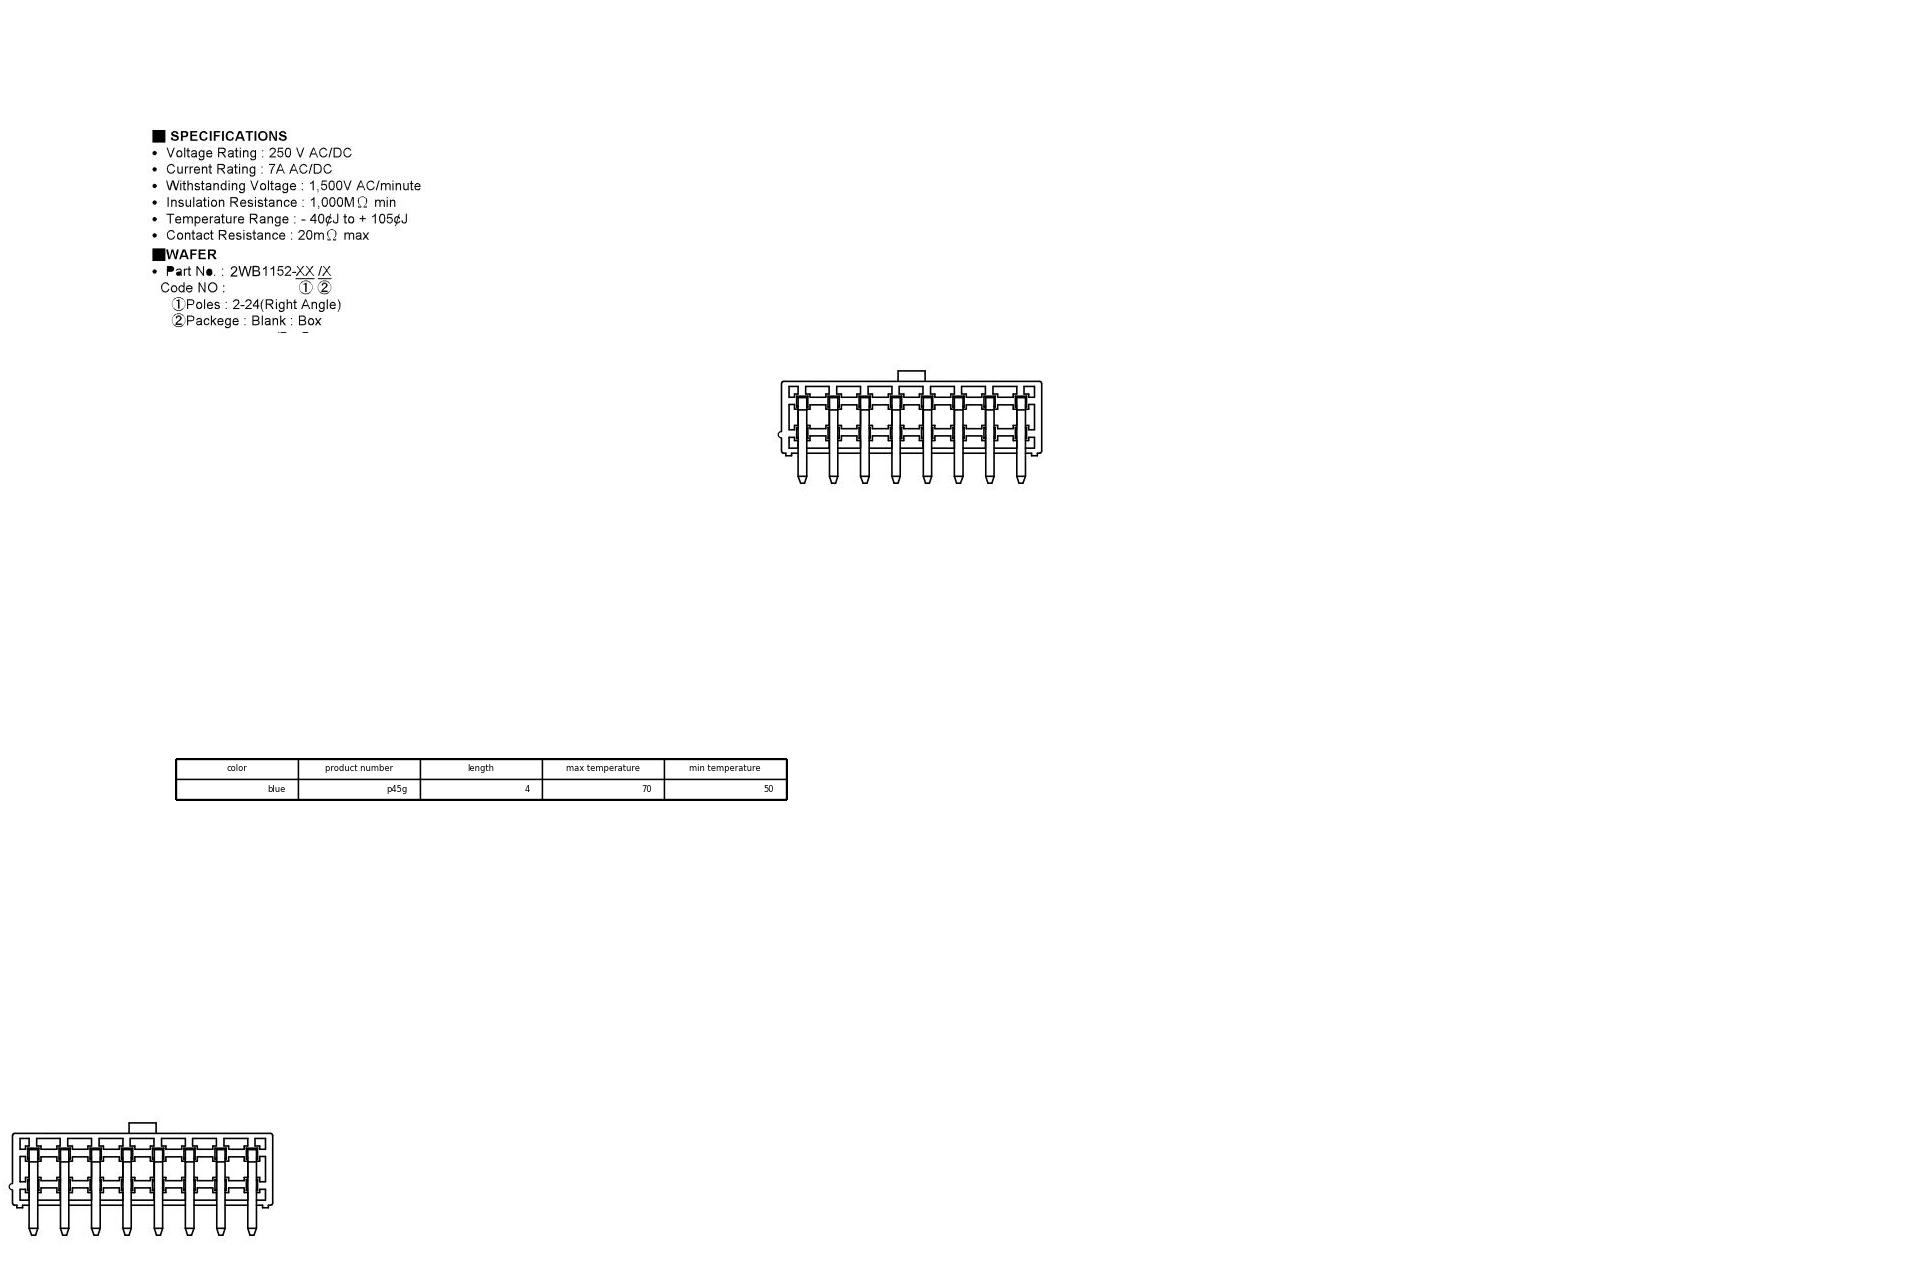 ■ SPECIFICATIONS
• Voltage Rating : 250 V AC/DC
• Current Rating : 7A AC/DC
• Withstanding Voltage : 1,500V AC/minute
• Insulation Resistance : 1,000MΩ min
• Temperature Range : - 40¢J to + 105¢J
• Contact Resistance : 20mΩ max
■WAFER
• Part No. : 2WB1152-XX /X
Code NO : ① ②
①Poles : 2-24(Right Angle)
②Packege : Blank : Box
color product number length max temperature min temperature
blue p45g 4 70 50